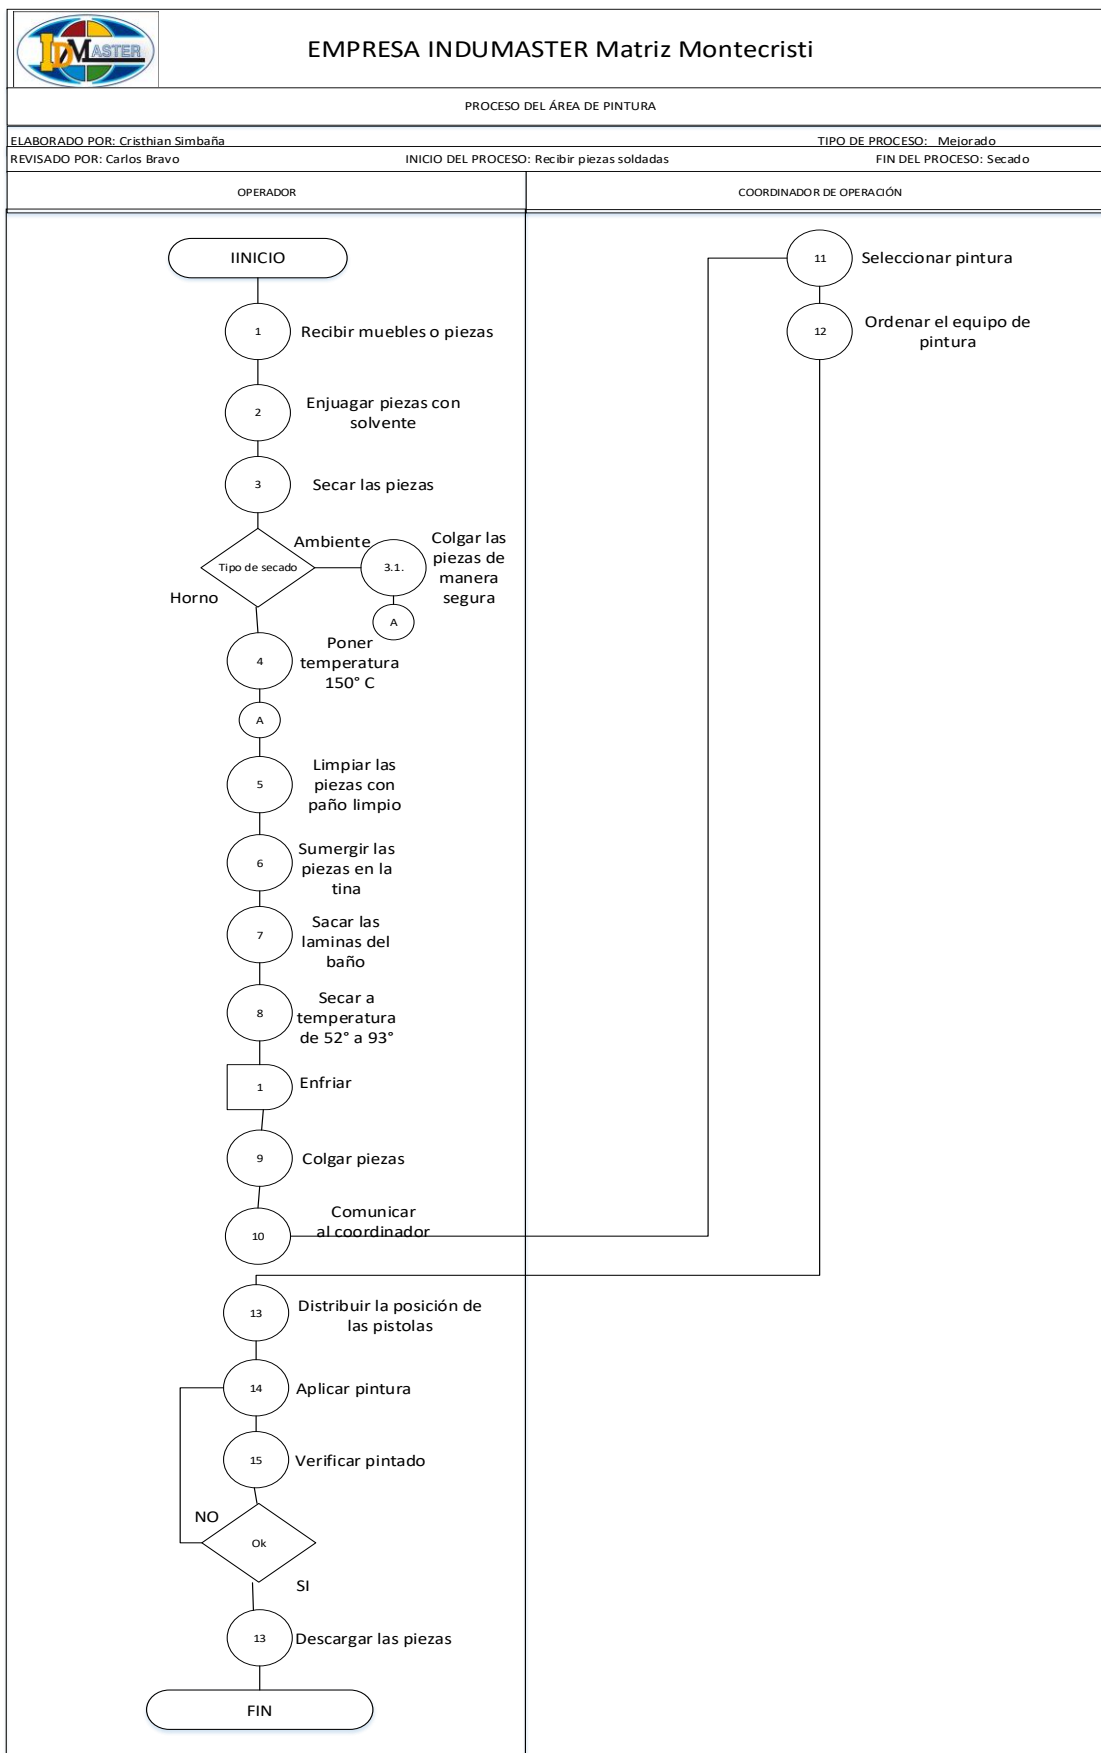 IDMASTER
EMPRESA INDUMASTER Matriz Montecristi
PROCESO DEL ÁREA DE PINTURA
ELABORADO POR: Cristhian Simbaña
TIPO DE PROCESO: Mejorado
REVISADO POR: Carlos Bravo
INICIO DEL PROCESO: Recibir piezas soldadas
FIN DEL PROCESO: Secado
OPERADOR
COORDINADOR DE OPERACIÓN
IINICIO
1
Recibir muebles o piezas
2
Enjuagar piezas con
solvente
3
Secar las piezas
Tipo de secado
Ambiente
3.1.
Colgar las
piezas de
manera
segura
A
Horno
4
Poner
temperatura
150° C
A
5
Limpiar las
piezas con
paño limpio
6
Sumergir las
piezas en la
tina
7
Sacar las
laminas del
baño
8
Secar a
temperatura
de 52° a 93°
1
Enfriar
9
Colgar piezas
10
Comunicar
al coordinador
11
Seleccionar pintura
12
Ordenar el equipo de
pintura
13
Distribuir la posición de
las pistolas
14
Aplicar pintura
15
Verificar pintado
NO
Ok
SI
13
Descargar las piezas
FIN